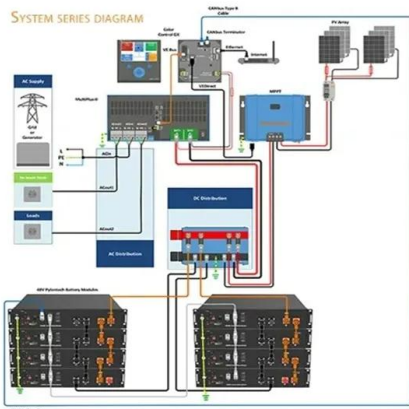 SYSTEM SERIES DIAGRAM
CANbus Type B
Cable
Color
Control GX
CANbus Terminator
VE Bus
Ethernet
Internet
PV Array
AC Supply
Grid
or
Generator
MultiPlus-II
VE.Direct
MPPT
L
PE
N
ACin
ACout1
Loads
ACout2
AC Distribution
DC Distribution
48V Pylontech Battery Modules